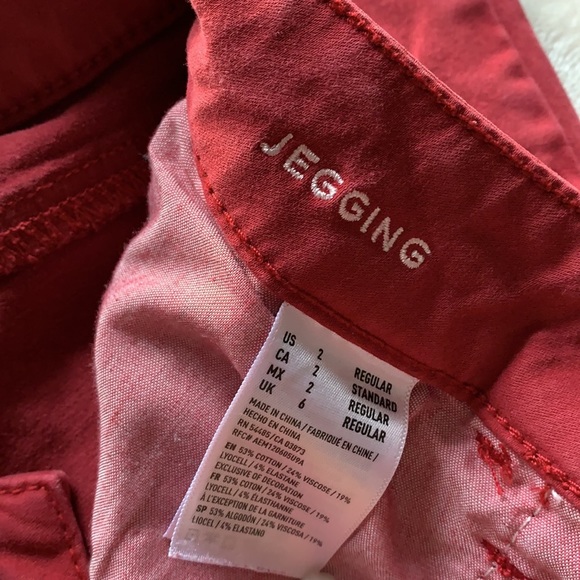 JEGGING
US 2 REGULAR
CA 2 STANDARD
MX 2 REGULAR
UK 6 REGULAR
MADE IN CHINA / FABRIQUÉ EN CHINE /
HECHO EN CHINA
RN 54485/CA 03873
RFC# AEM120605U9A
EN 53% COTTON / 24% VISCOSE / 19%
LYOCELL / 4% ELASTANE
EXCLUSIVE OF DECORATION
FR 53% COTON / 24% VISCOSE / 19%
LYOCELL / 4% ÉLASTHANNE
À L'EXCEPTION DE LA GARNITURE
SP 53% ALGODÓN / 24% VISCOSA / 19%
LIOCEL / 4% ELASTANO